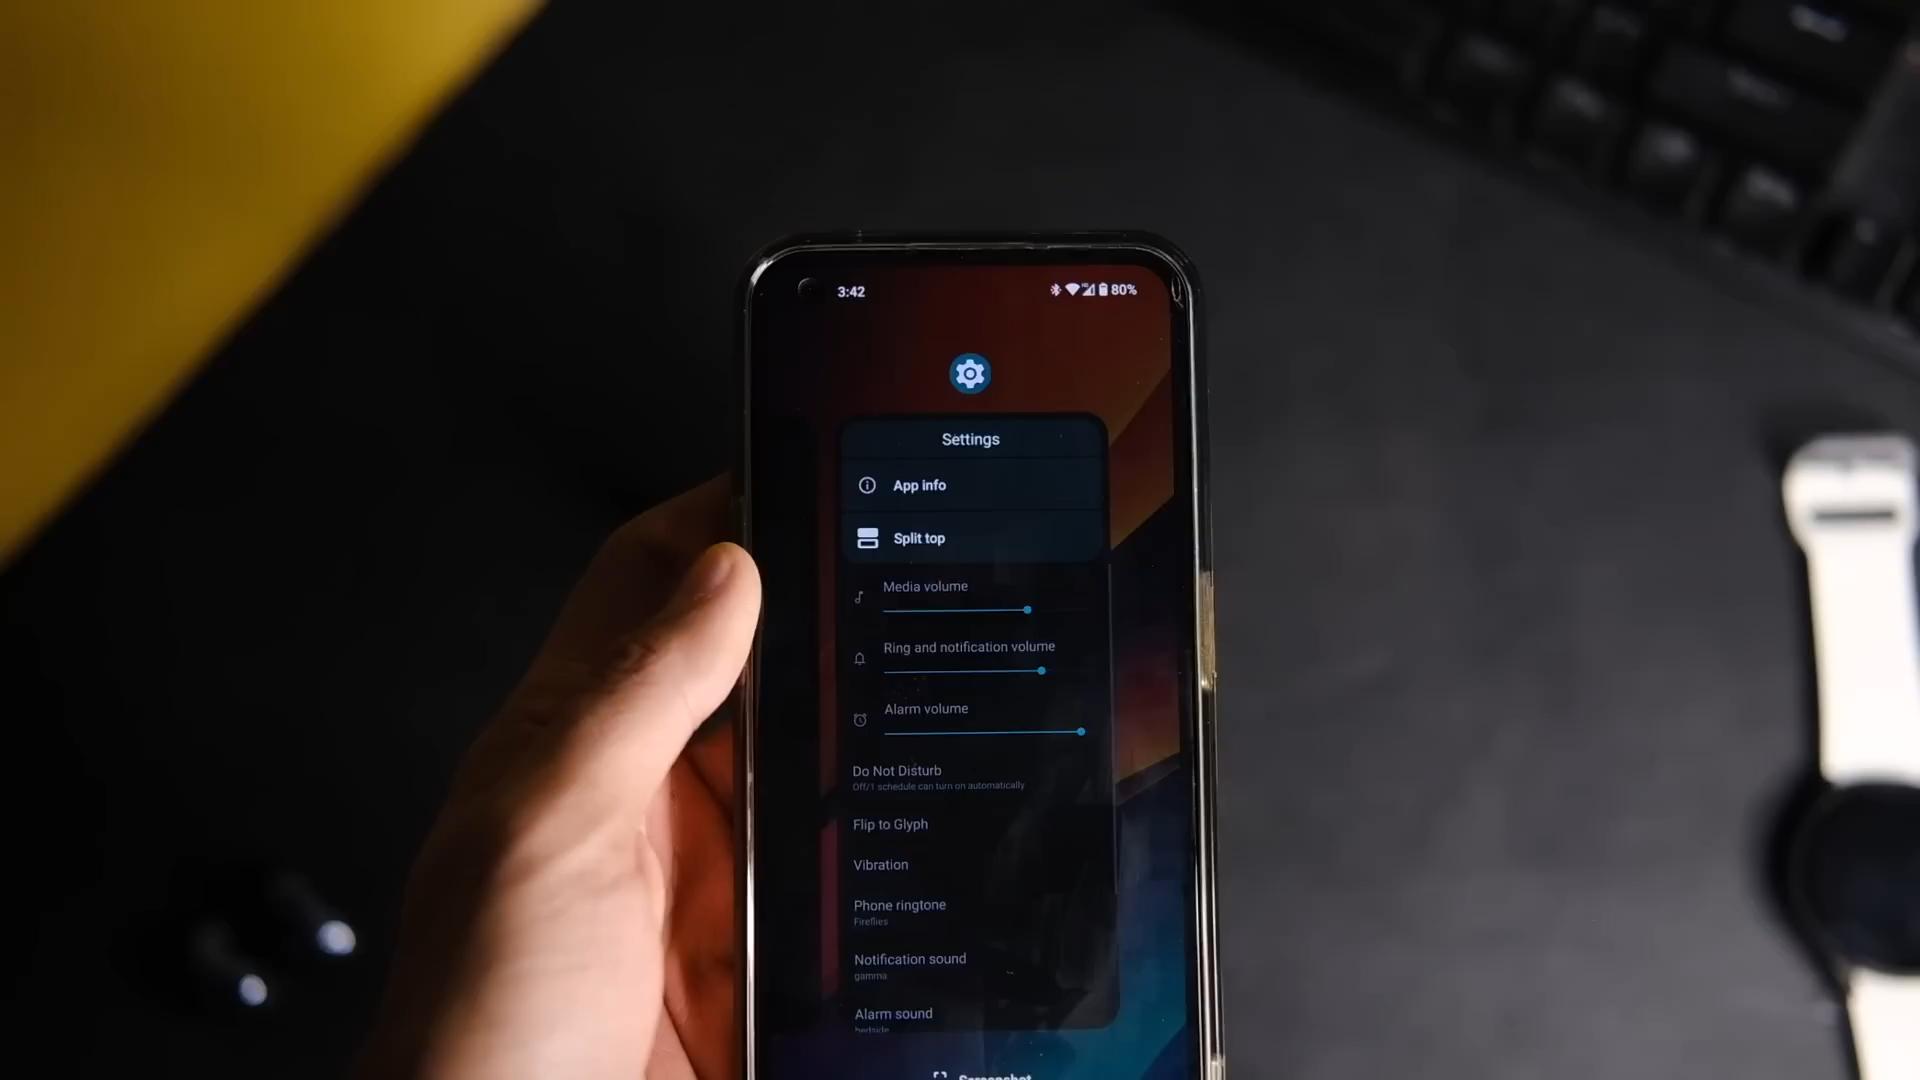 3:42
80%
Settings
App info
Split top
Media volume
Ring and notification volume
Alarm volume
Do Not Disturb
Off/1 schedule can turn on automatically
Flip to Glyph
Vibration
Phone ringtone
Fireflies
Notification sound
gamma
Alarm sound
bedside
Screenshot